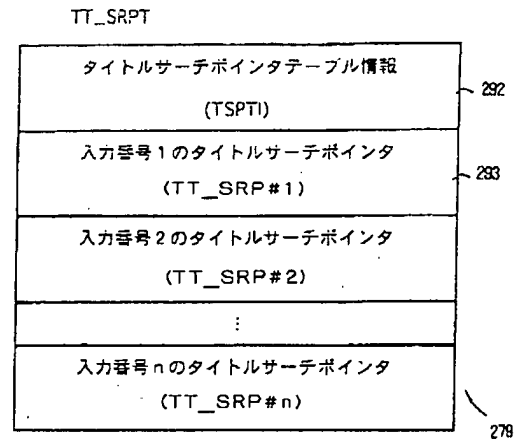 TT_SRPT
タイトルサーチポインタテーブル情報
(TSPTI)
292
入力番号1のタイトルサーチポインタ
(TT_SRP#1)
293
入力番号2のタイトルサーチポインタ
(TT_SRP#2)
⋮
入力番号nのタイトルサーチポインタ
(TT_SRP#n)
279